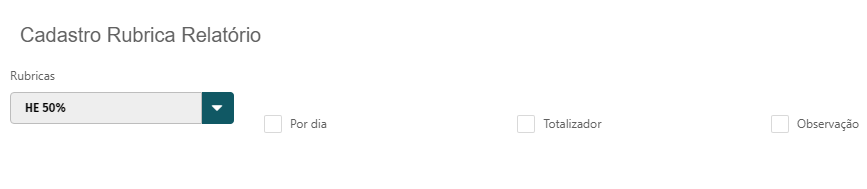 Cadastro Rubrica Relatório
Rubricas
HE 50%
Por dia
Totalizador
Observação